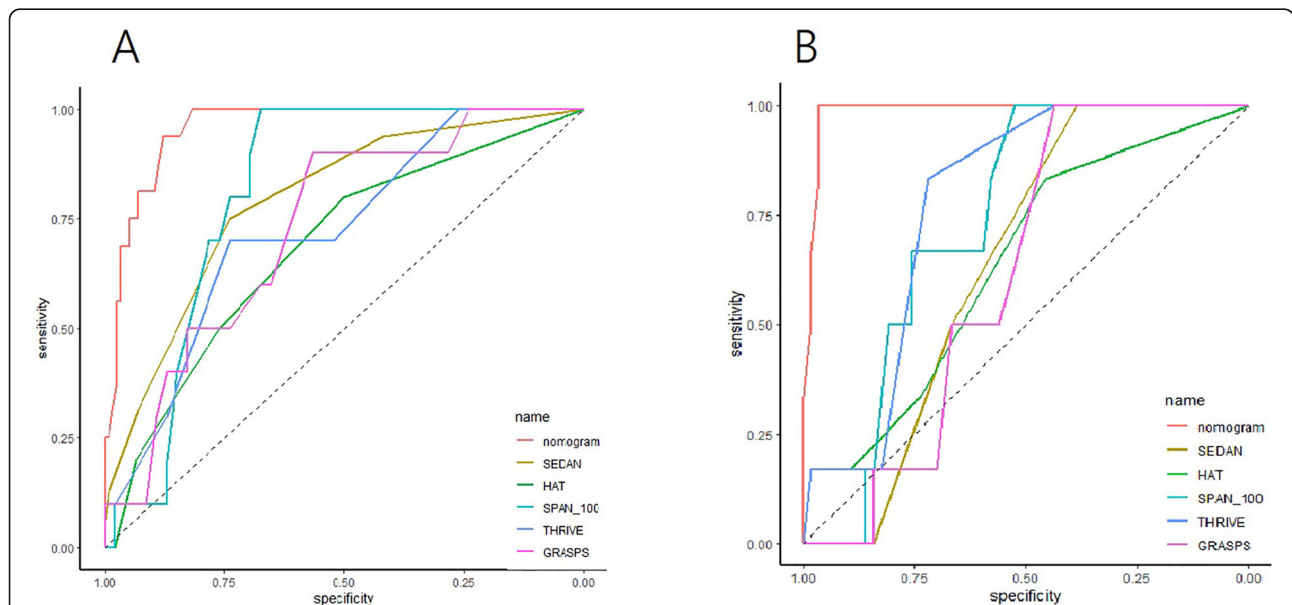 A
1.00
0.75
0.50
0.25
0.00
sensitivity
1.00
0.75
0.50
0.25
0.00
specificity
name
nomogram
SEDAN
HAT
SPAN_100
THRIVE
GRASPS
B
1.00
0.75
0.50
0.25
0.00
sensitivity
1.00
0.75
0.50
0.25
0.00
specificity
name
nomogram
SEDAN
HAT
SPAN_100
THRIVE
GRASPS